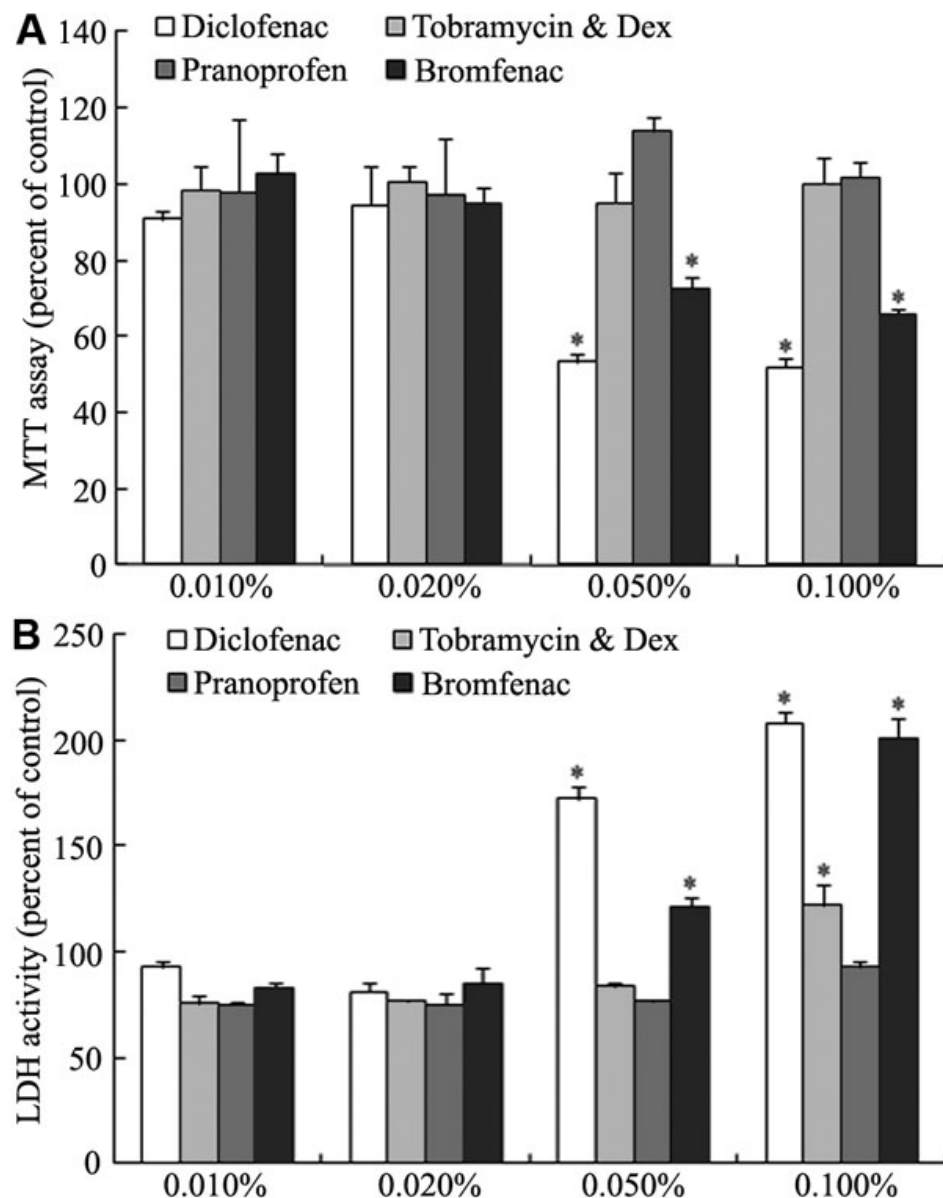 A
140
Diclofenac Tobramycin & Dex
Pranoprofen Bromfenac
120
100
80
60
40
20
0
MTT assay (percent of control)
* * * *
0.010% 0.020% 0.050% 0.100%
B
250
Diclofenac Tobramycin & Dex
Pranoprofen Bromfenac
200
150
100
50
0
LDH activity (percent of control)
* * * * *
0.010% 0.020% 0.050% 0.100%